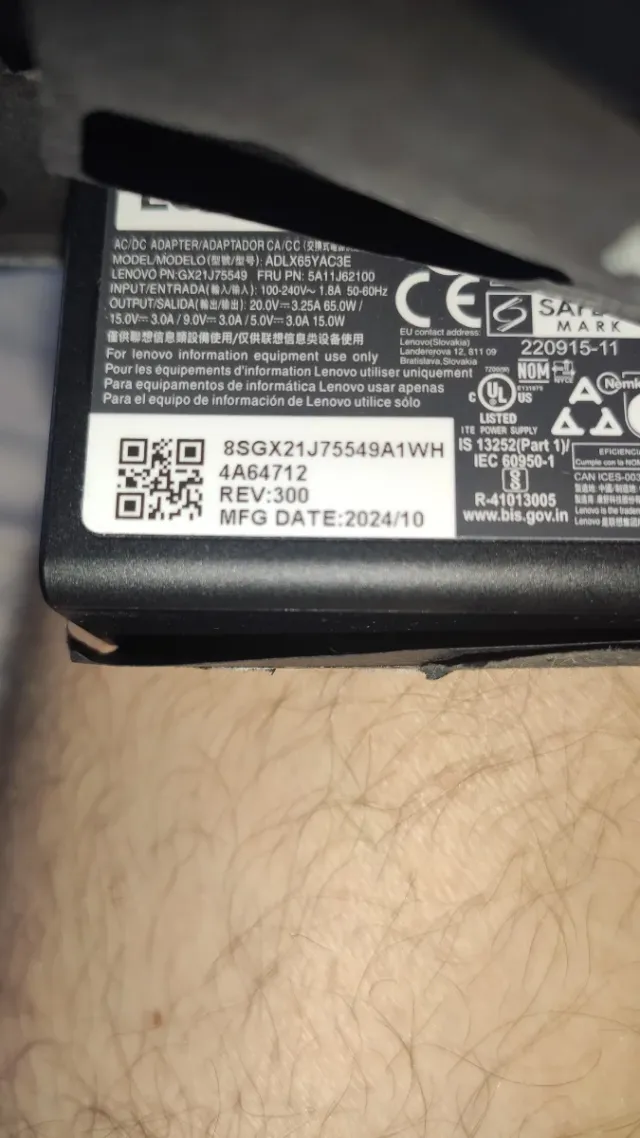 AC/DC ADAPTER/ADAPTADOR CA/CC
MODEL/MODELO(型號/型号): ADLX65YAC3E
LENOVO PN:GX21J75549 FRU PN: 5A11J62100
INPUT/ENTRADA(輸入/输入): 100-240V~ 1.8A 50-60Hz
OUTPUT/SALIDA(輸出/输出): 20.0V⎓3.25A 65.0W /
15.0V⎓3.0A / 9.0V⎓3.0A / 5.0V⎓3.0A 15.0W
僅供聯想信息類設備使用/仅供联想信息类设备使用
For lenovo information equipment use only
Pour les équipements d'information Lenovo utiliser uniquement
Para equipamentos de informática Lenovo usar apenas
Para el equipo de información de Lenovo utilice sólo
8SGX21J75549A1WH
4A64712
REV:300
MFG DATE:2024/10
CE
EU contact address:
Lenovo(Slovakia)
Landererova 12, 811 09
Bratislava,Slovakia
MARK
220915-11
NOM
NYCE
c UL US
LISTED
ITE POWER SUPPLY
E131875
IS 13252(Part 1)/
IEC 60950-1
R-41013005
www.bis.gov.in
CAN ICES-003